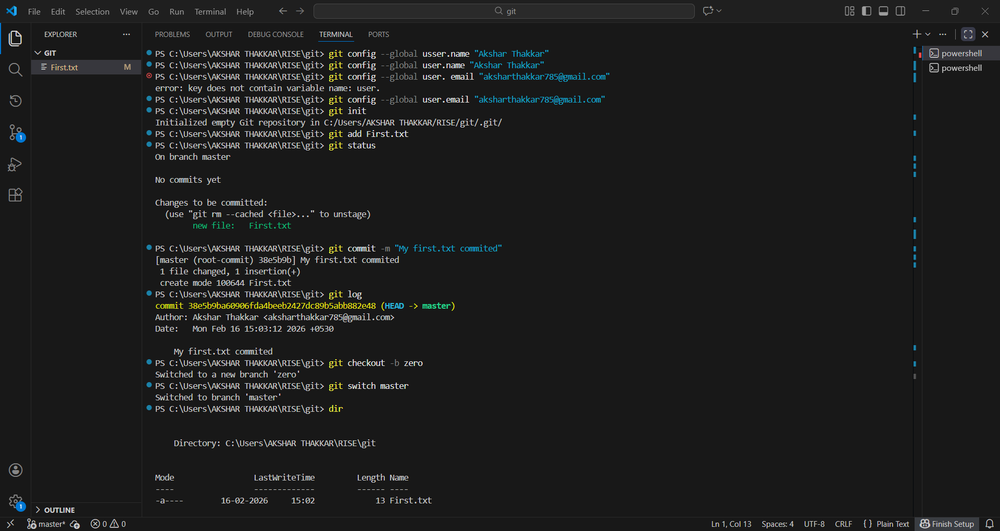 File Edit Selection View Go Run Terminal Help
git
EXPLORER
GIT
First.txt M
PROBLEMS OUTPUT DEBUG CONSOLE TERMINAL PORTS
powershell
powershell
PS C:\Users\AKSHAR THAKKAR\RISE\git> git config --global usser.name "Akshar Thakkar"
PS C:\Users\AKSHAR THAKKAR\RISE\git> git config --global user.name "Akshar Thakkar"
PS C:\Users\AKSHAR THAKKAR\RISE\git> git config --global user. email "aksharthakkar785@gmail.com"
error: key does not contain variable name: user.
PS C:\Users\AKSHAR THAKKAR\RISE\git> git config --global user.email "aksharthakkar785@gmail.com"
PS C:\Users\AKSHAR THAKKAR\RISE\git> git init
Initialized empty Git repository in C:/Users/AKSHAR THAKKAR/RISE/git/.git/
PS C:\Users\AKSHAR THAKKAR\RISE\git> git add First.txt
PS C:\Users\AKSHAR THAKKAR\RISE\git> git status
On branch master
No commits yet
Changes to be committed:
(use "git rm --cached <file>..." to unstage)
new file: First.txt
PS C:\Users\AKSHAR THAKKAR\RISE\git> git commit -m "My first.txt commited"
[master (root-commit) 38e5b9b] My first.txt commited
1 file changed, 1 insertion(+)
create mode 100644 First.txt
PS C:\Users\AKSHAR THAKKAR\RISE\git> git log
commit 38e5b9ba60906fda4beeb2427dc89b5abb882e48 (HEAD -> master)
Author: Akshar Thakkar <aksharthakkar785@gmail.com>
Date: Mon Feb 16 15:03:12 2026 +0530
My first.txt commited
PS C:\Users\AKSHAR THAKKAR\RISE\git> git checkout -b zero
Switched to a new branch 'zero'
PS C:\Users\AKSHAR THAKKAR\RISE\git> git switch master
Switched to branch 'master'
PS C:\Users\AKSHAR THAKKAR\RISE\git> dir
Directory: C:\Users\AKSHAR THAKKAR\RISE\git
Mode LastWriteTime Length Name
---- ------------- ------ ----
-a---- 16-02-2026 15:02 13 First.txt
1
1
OUTLINE
master* 0 0 Ln 1, Col 13 Spaces: 4 UTF-8 CRLF {} Plain Text Finish Setup